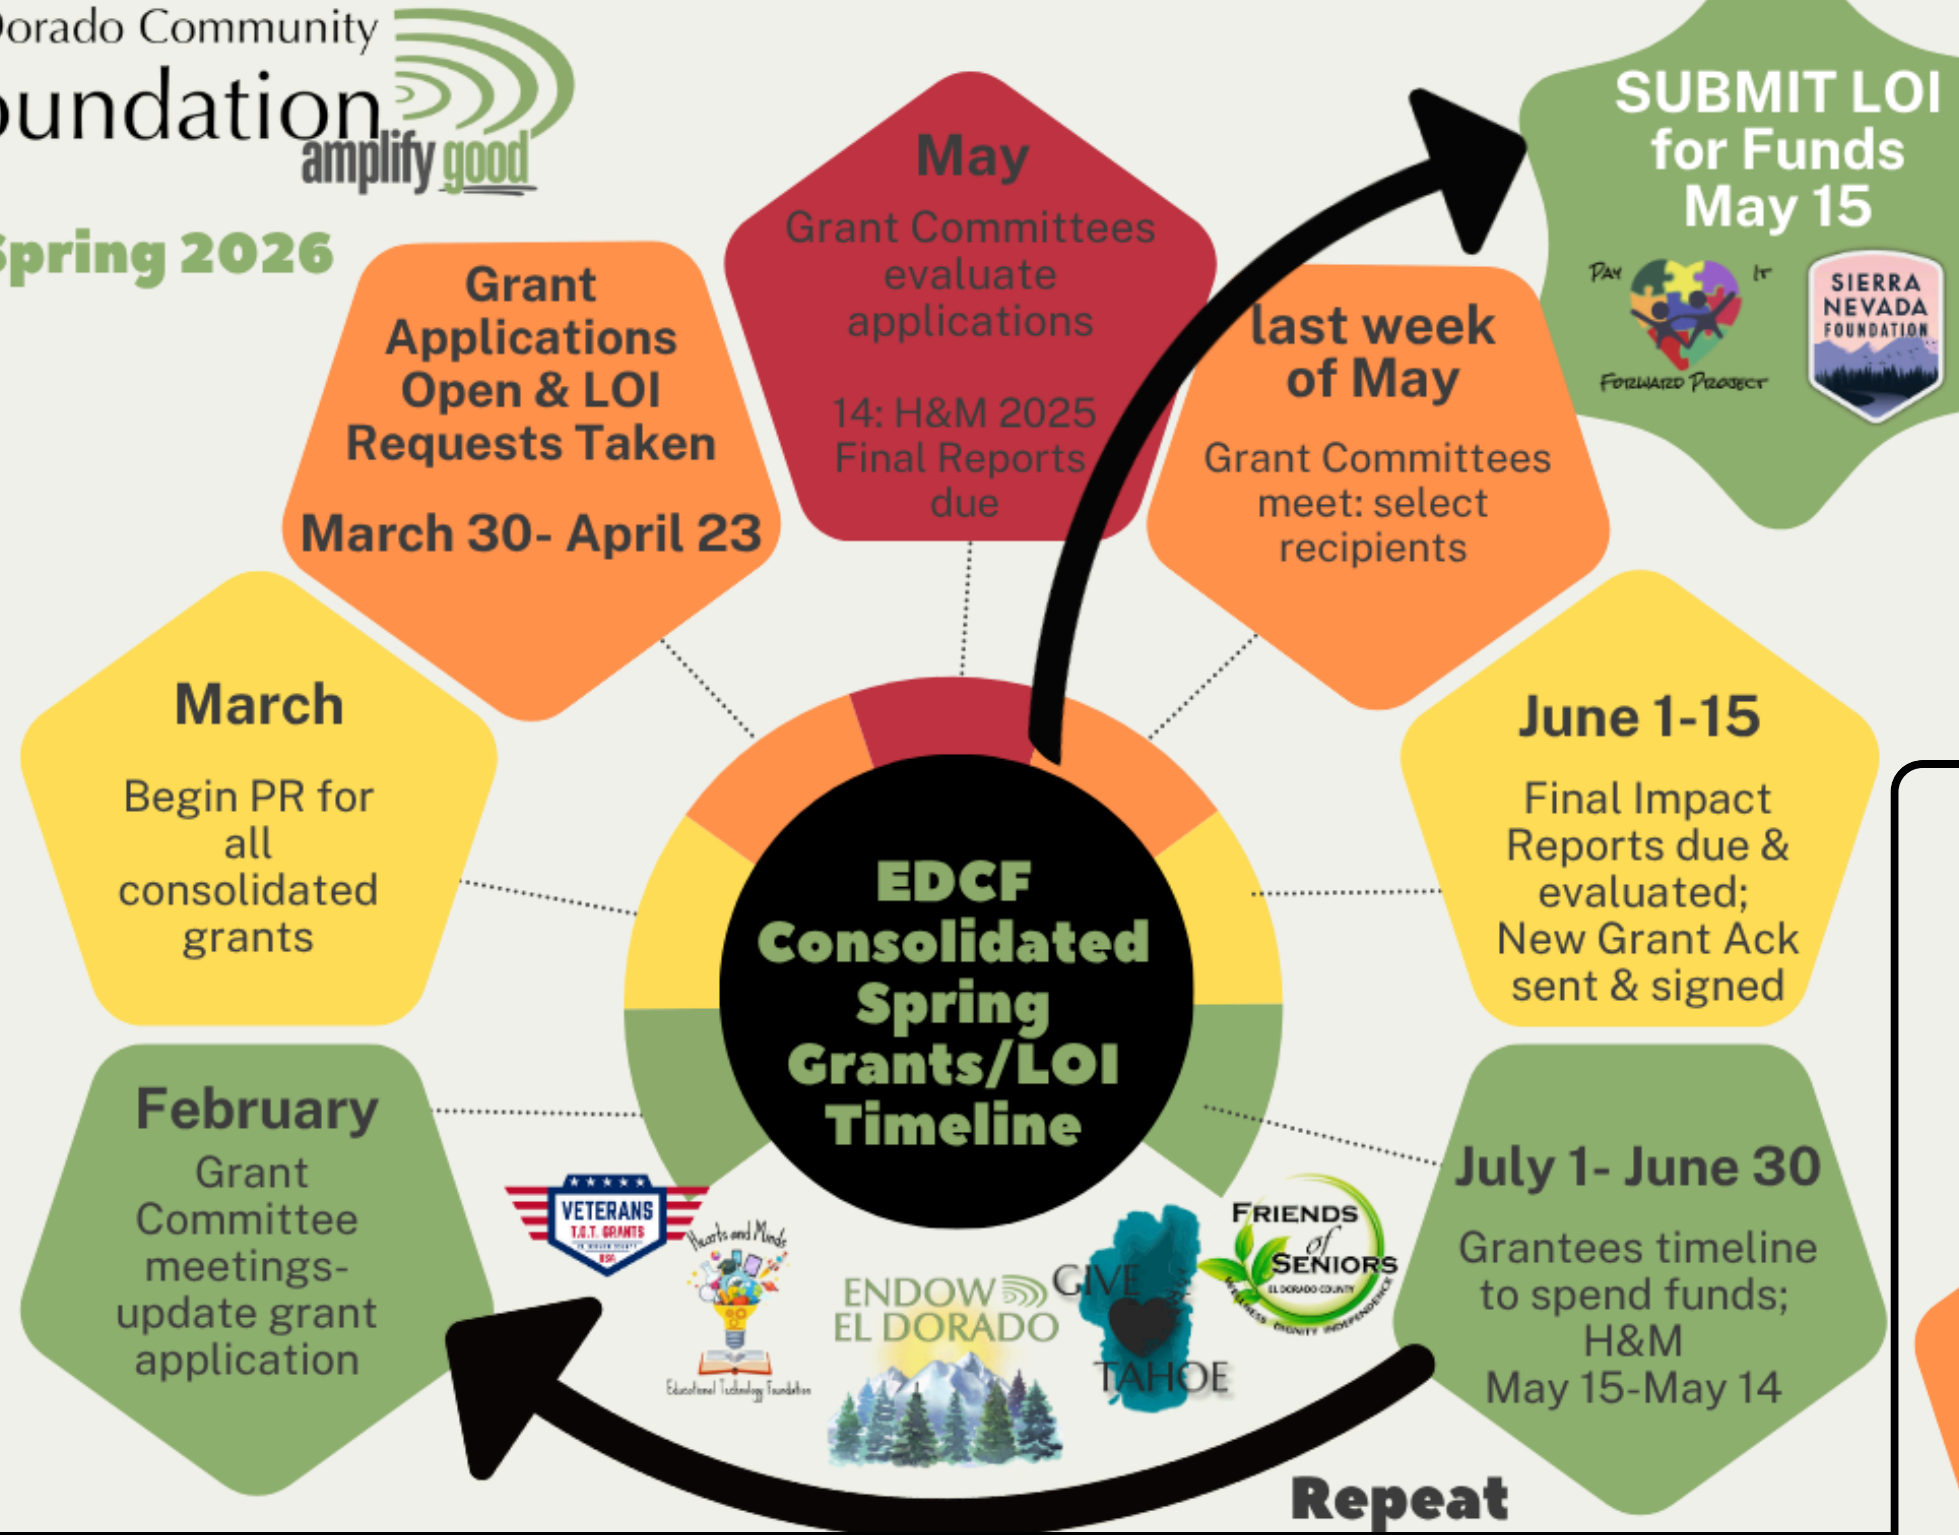 Dorado Community
oundation
amplify good
Spring 2026
Grant
Applications
Open & LOI
Requests Taken
March 30- April 23
May
Grant Committees
evaluate
applications
14: H&M 2025
Final Reports
due
last week
of May
Grant Committees
meet: select
recipients
SUBMIT LOI
for Funds
May 15
PAY IT
FORWARD PROJECT
SIERRA
NEVADA
FOUNDATION
March
Begin PR for
all
consolidated
grants
June 1-15
Final Impact
Reports due &
evaluated;
New Grant Ack
sent & signed
EDCF
Consolidated
Spring
Grants/LOI
Timeline
February
Grant
Committee
meetings-
update grant
application
July 1- June 30
Grantees timeline
to spend funds;
H&M
May 15-May 14
VETERANS
T.O.T. GRANTS
USA
Hearts and Minds
Educational Technology Foundation
ENDOW
EL DORADO
GIVE
TAHOE
FRIENDS
of
SENIORS
EL DORADO COUNTY
WELLNESS DIGNITY INDEPENDENCE
Repeat